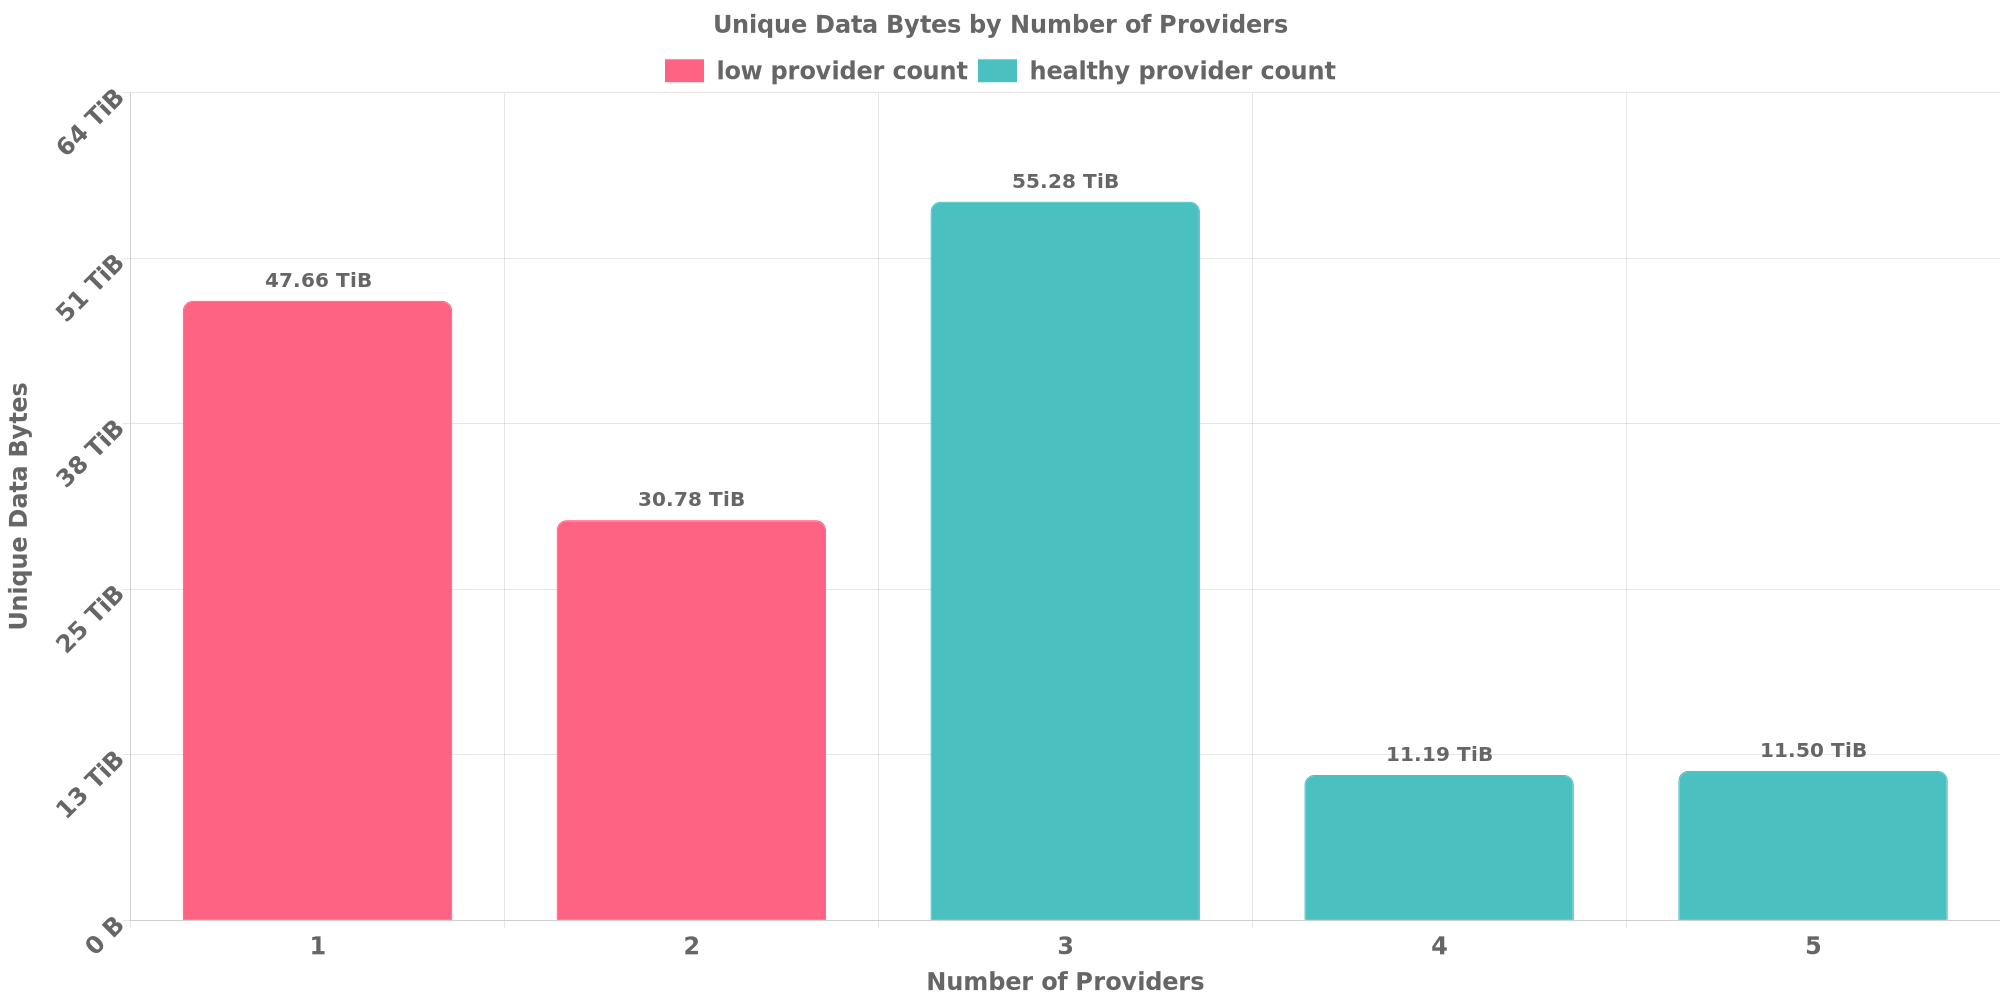 Unique Data Bytes by Number of Providers
low provider count healthy provider count
64 TiB
51 TiB
38 TiB
25 TiB
13 TiB
0 B
Unique Data Bytes
47.66 TiB
30.78 TiB
55.28 TiB
11.19 TiB
11.50 TiB
1 2 3 4 5
Number of Providers